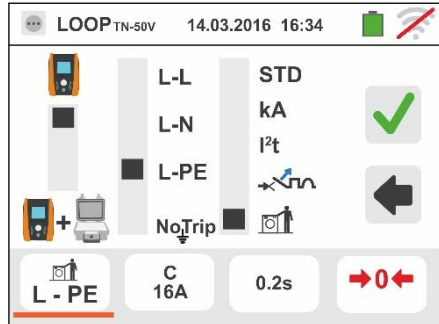 LOOP TN-50V 14.03.2016 16:34
L-L STD
L-N kA
I²t
L-PE
+
NoTrip
L - PE
C
16A
0.2s
→0←